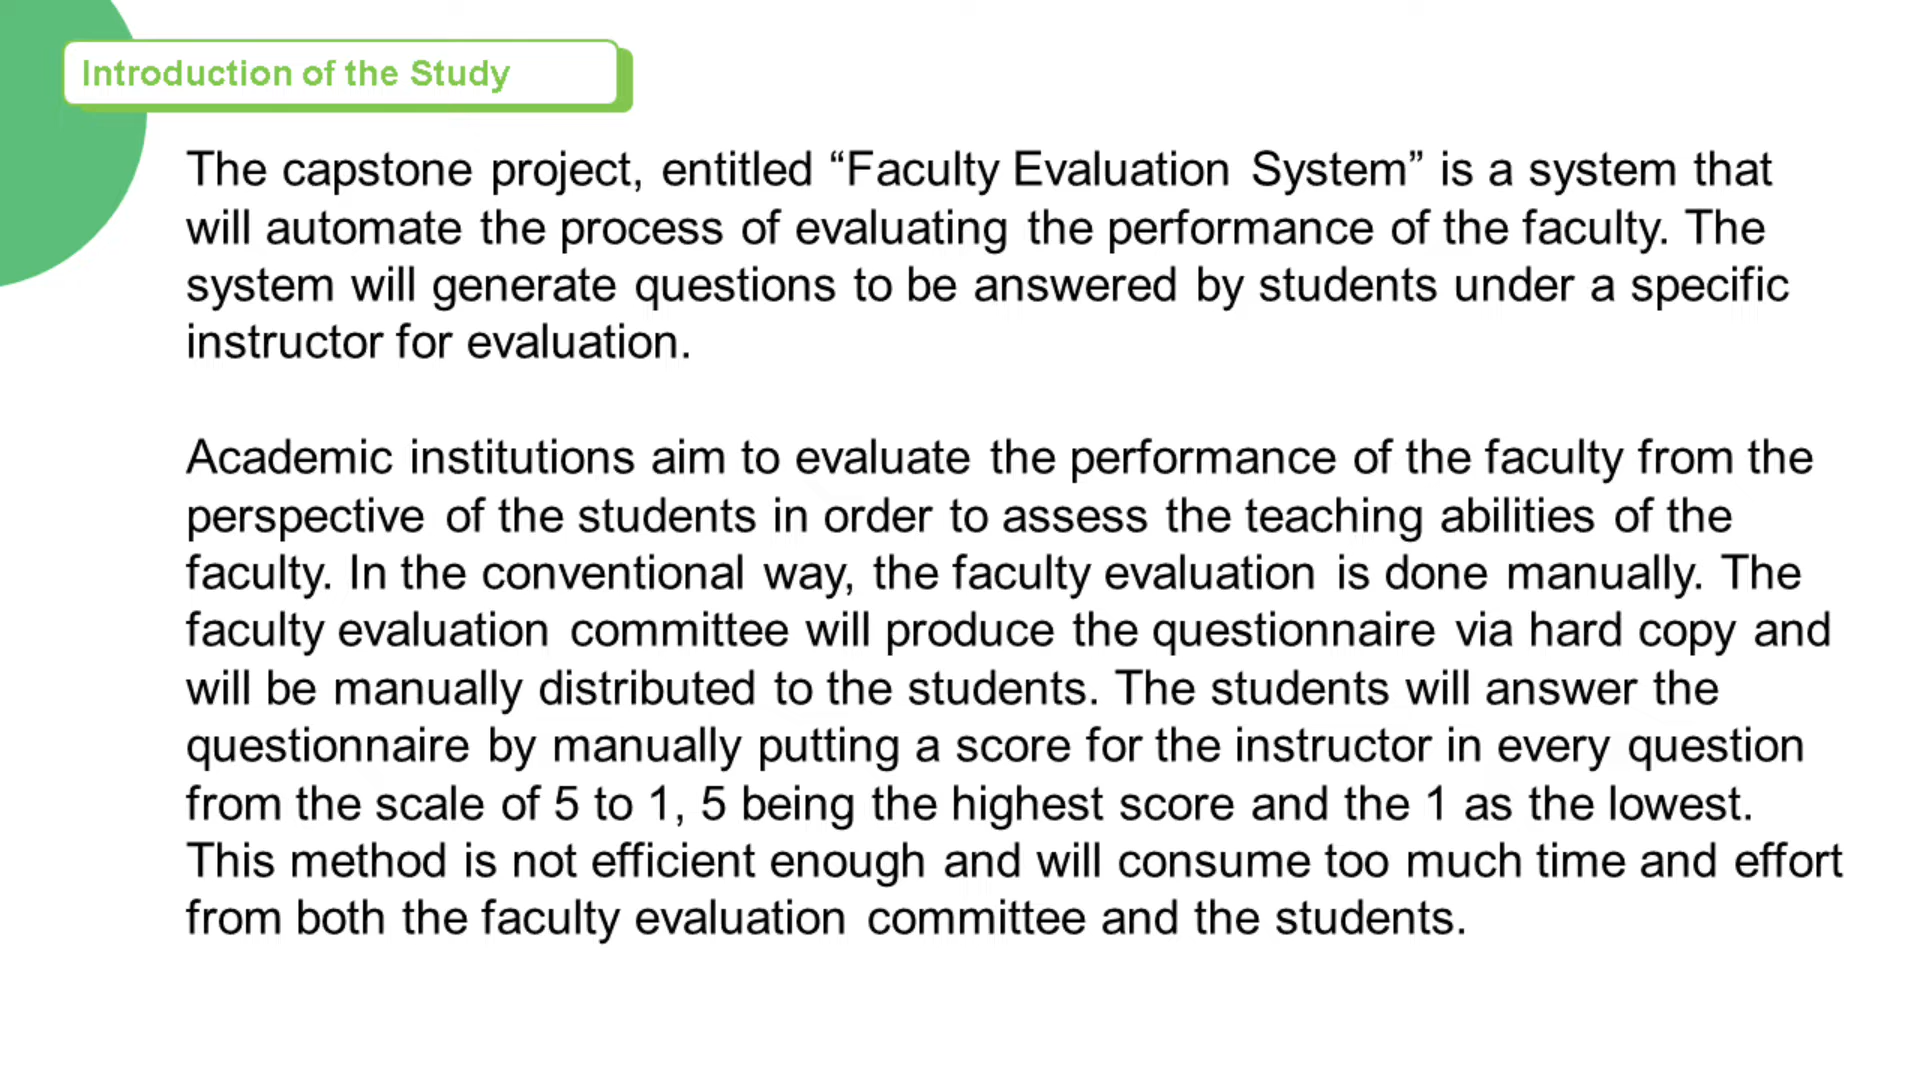 Introduction of the Study
The capstone project, entitled “Faculty Evaluation System” is a system that
will automate the process of evaluating the performance of the faculty. The
system will generate questions to be answered by students under a specific
instructor for evaluation.
Academic institutions aim to evaluate the performance of the faculty from the
perspective of the students in order to assess the teaching abilities of the
faculty. In the conventional way, the faculty evaluation is done manually. The
faculty evaluation committee will produce the questionnaire via hard copy and
will be manually distributed to the students. The students will answer the
questionnaire by manually putting a score for the instructor in every question
from the scale of 5 to 1, 5 being the highest score and the 1 as the lowest.
This method is not efficient enough and will consume too much time and effort
from both the faculty evaluation committee and the students.